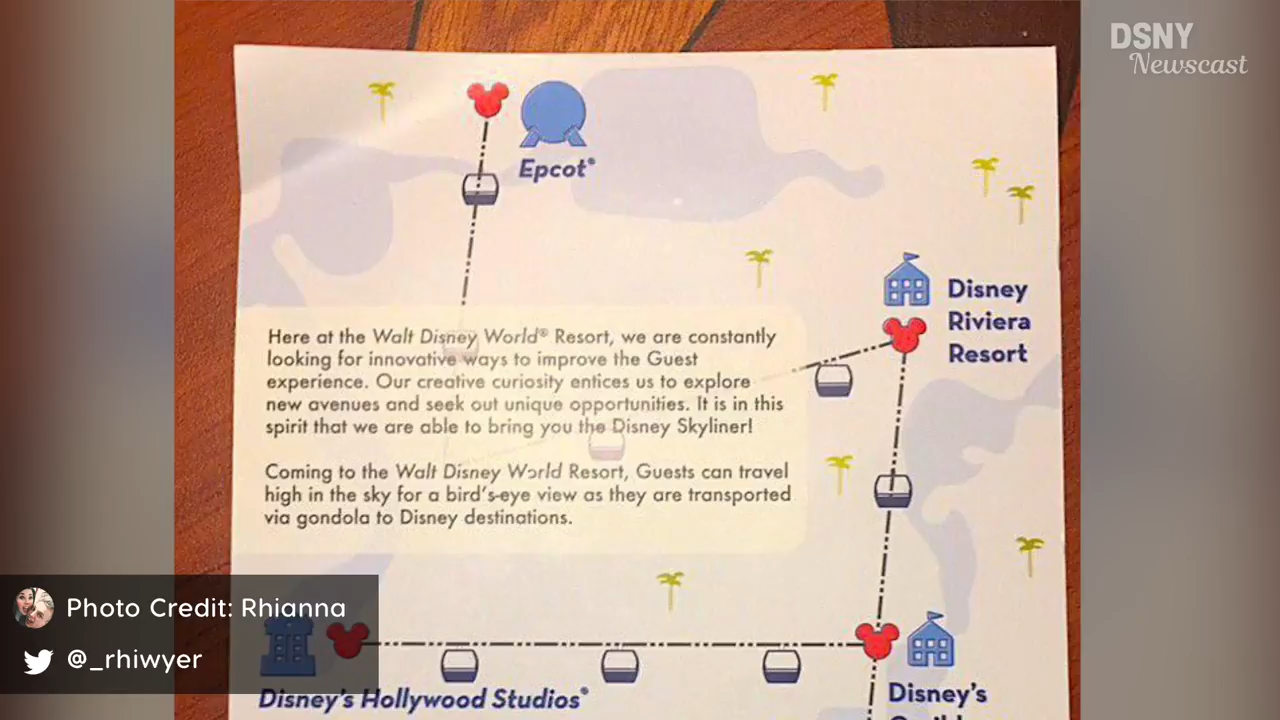 DSNY
Newscast
Epcot®
Disney
Riviera
Resort
Here at the Walt Disney World® Resort, we are constantly
looking for innovative ways to improve the Guest
experience. Our creative curiosity entices us to explore
new avenues and seek out unique opportunities. It is in this
spirit that we are able to bring you the Disney Skyliner!
Coming to the Walt Disney World Resort, Guests can travel
high in the sky for a bird's-eye view as they are transported
via gondola to Disney destinations.
Photo Credit: Rhianna
@_rhiwyer
Disney's Hollywood Studios®
Disney's